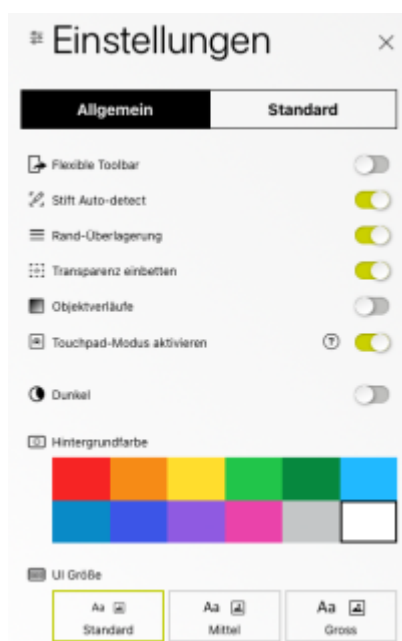 Einstellungen
Allgemein Standard
Flexible Toolbar
Stift Auto-detect
Rand-Überlagerung
Transparenz einbetten
Objektverläufe
Touchpad-Modus aktivieren ?
Dunkel
Hintergrundfarbe
UI Größe
Aa Aa Aa
Standard Mittel Gross